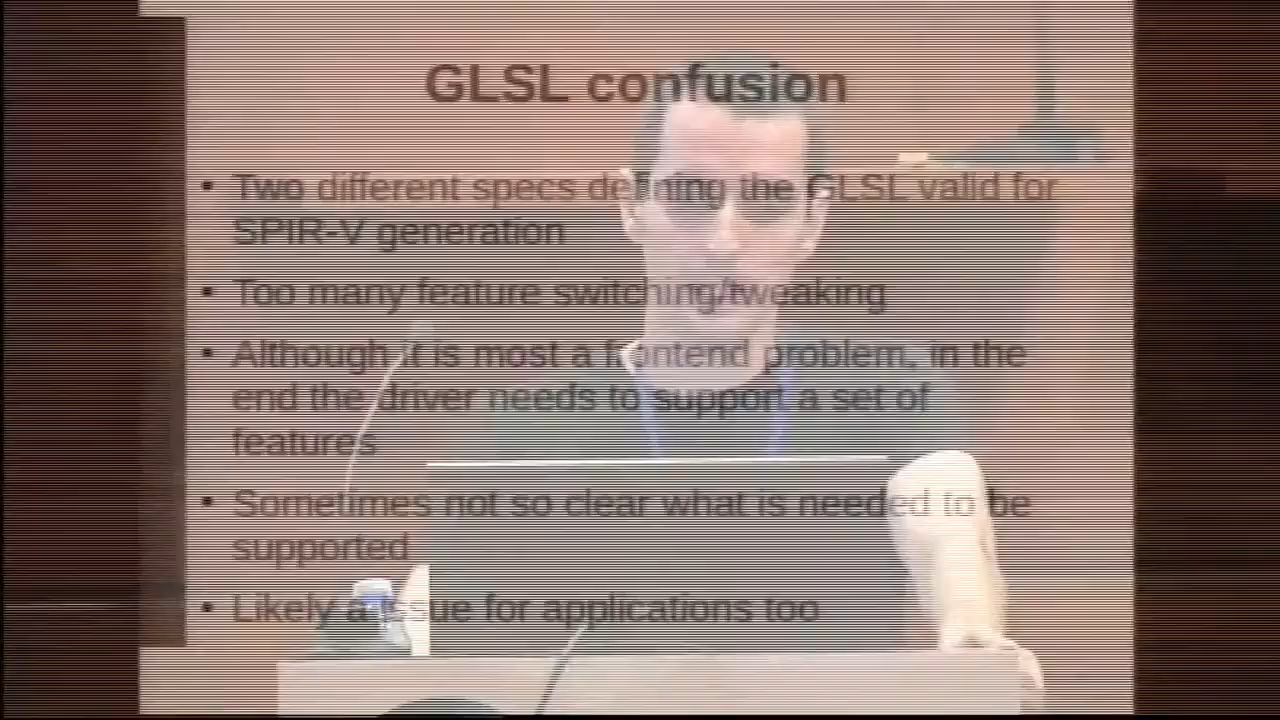 GLSL confusion
• Two different specs defining the GLSL valid for
SPIR-V generation
• Too many feature switching/tweaking
• Although it is most a frontend problem, in the
end the driver needs to support a set of
features
• Sometimes not so clear what is needed to be
supported
• Likely a issue for applications too